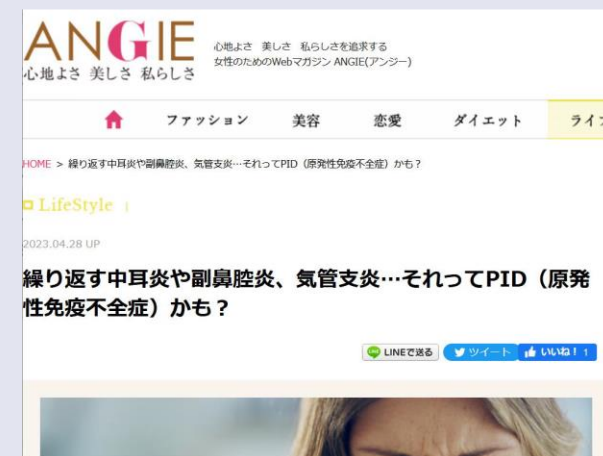 ANGIE
心地よさ 美しさ 私らしさ
心地よさ 美しさ 私らしさを追求する
女性のためのWebマガジン ANGIE(アンジー)
ファッション 美容 恋愛 ダイエット ライフ
HOME > 繰り返す中耳炎や副鼻腔炎、気管支炎…それってPID（原発性免疫不全症）かも？
LifeStyle
2023.04.28 UP
繰り返す中耳炎や副鼻腔炎、気管支炎…それってPID（原発
性免疫不全症）かも？
LINEで送る ツイート いいね！ 1